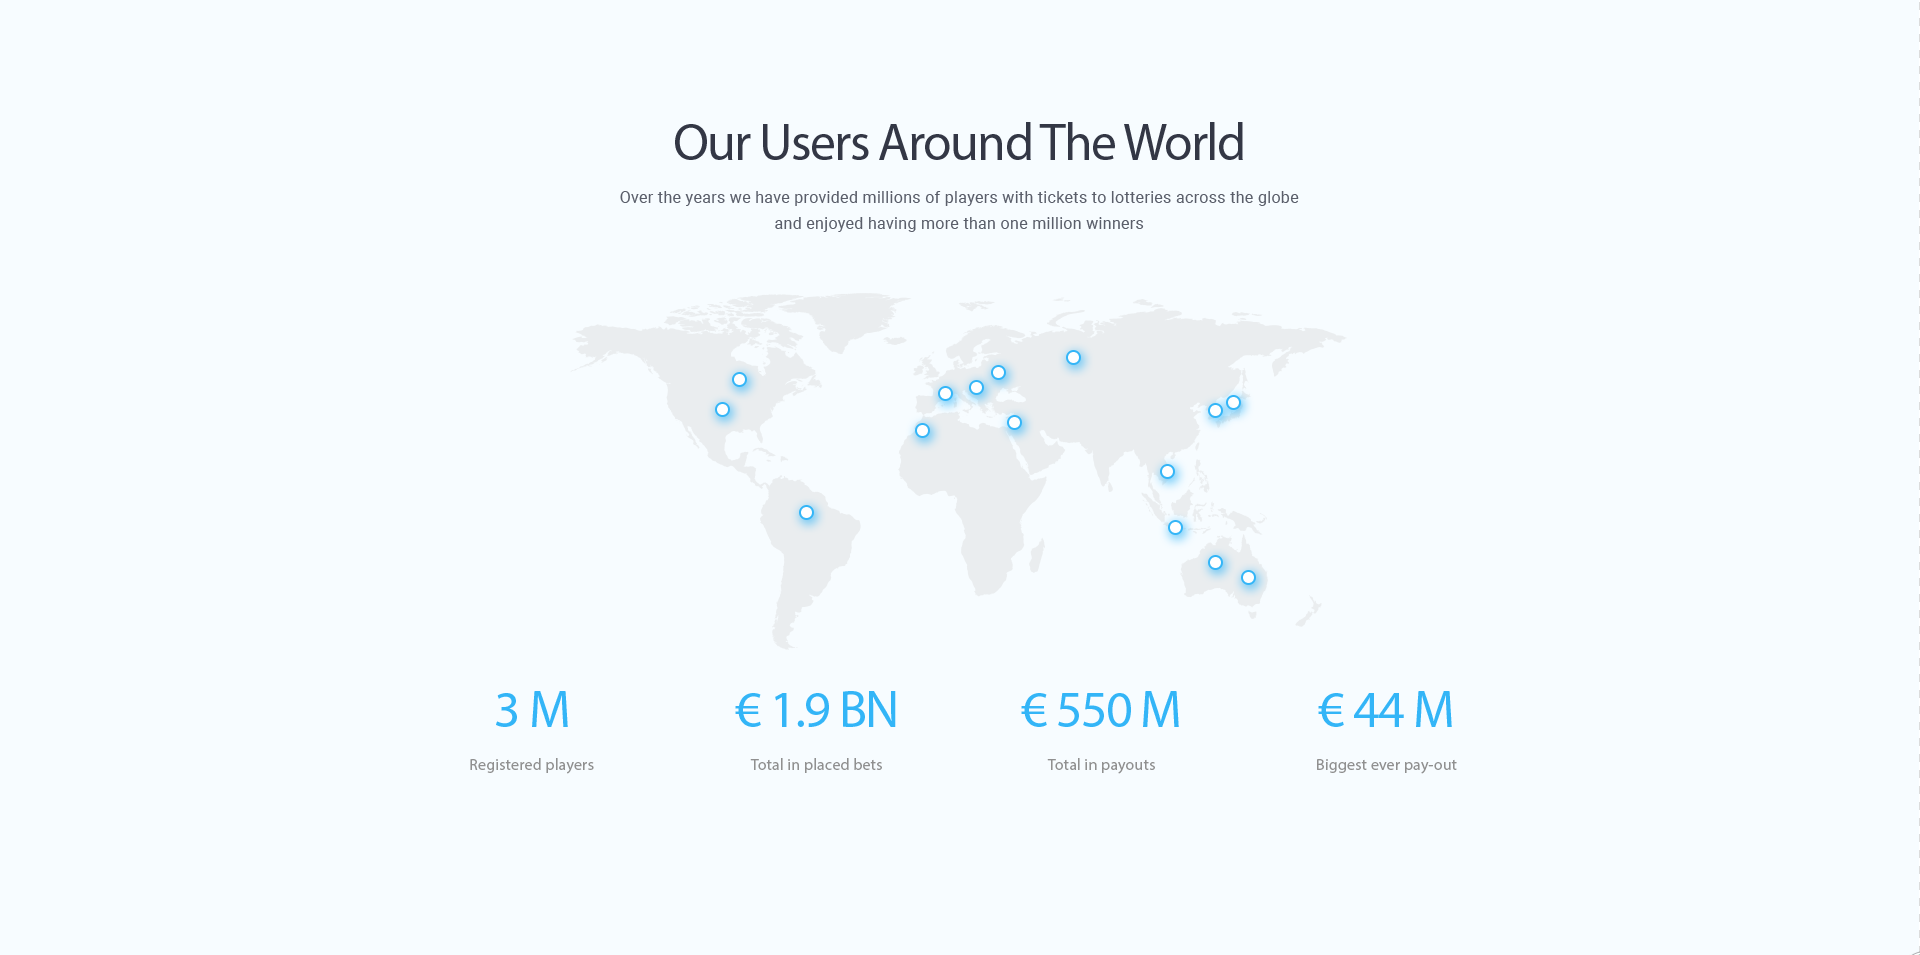 Our Users Around The World
Over the years we have provided millions of players with tickets to lotteries across the globe
and enjoyed having more than one million winners
3 M
€ 1.9 BN
€ 550 M
€ 44 M
Registered players
Total in placed bets
Total in payouts
Biggest ever pay-out